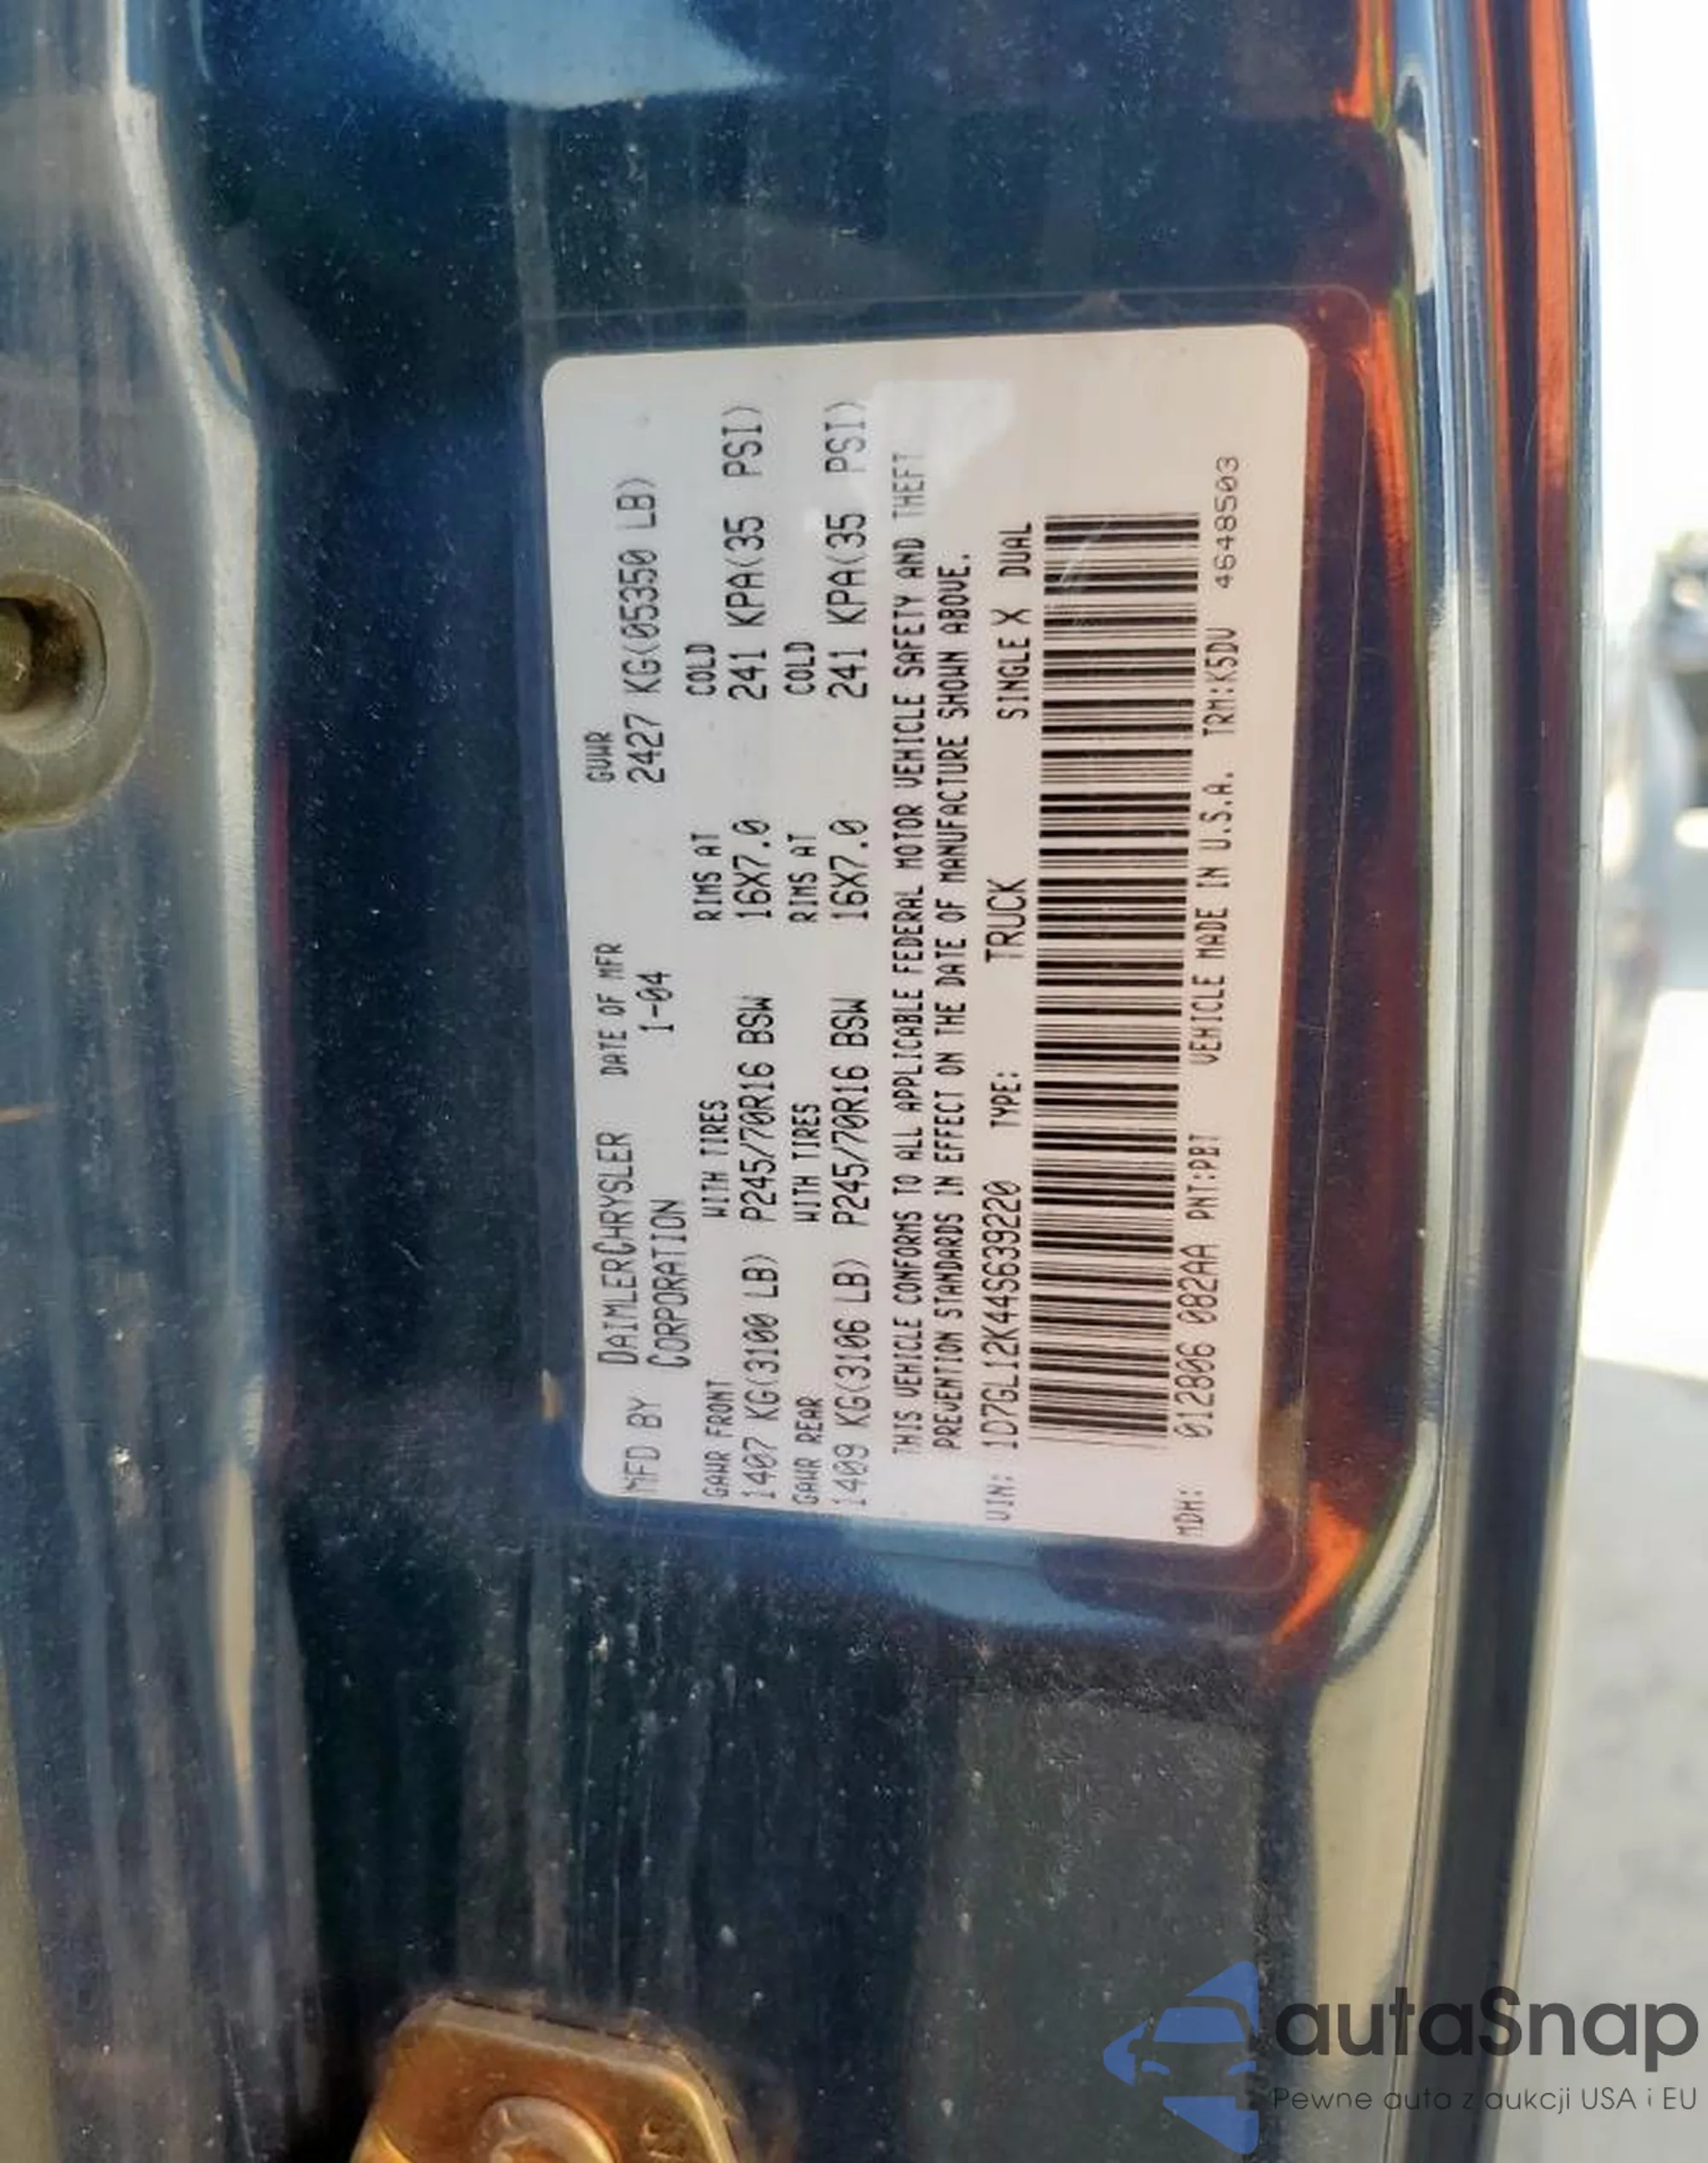 MFD BY DAIMLERCHRYSLER CORPORATION DATE OF MFR 1-04 GVWR 2427 KG(05350 LB)
GAWR FRONT WITH TIRES RIMS AT COLD
1407 KG(3100 LB) P245/70R16 BSW 16X7.0 241 KPA(35 PSI)
GAWR REAR WITH TIRES RIMS AT COLD
1409 KG(3106 LB) P245/70R16 BSW 16X7.0 241 KPA(35 PSI)
THIS VEHICLE CONFORMS TO ALL APPLICABLE FEDERAL MOTOR VEHICLE SAFETY AND THEFT
PREVENTION STANDARDS IN EFFECT ON THE DATE OF MANUFACTURE SHOWN ABOVE.
VIN: 1D7GL12K44S639220 TYPE: TRUCK SINGLE X DUAL
MDH: 012806 082AA PNT:PBT VEHICLE MADE IN U.S.A. TRM:K5DV 4648503
autaSnap
Pewne auta z aukcji USA i EU